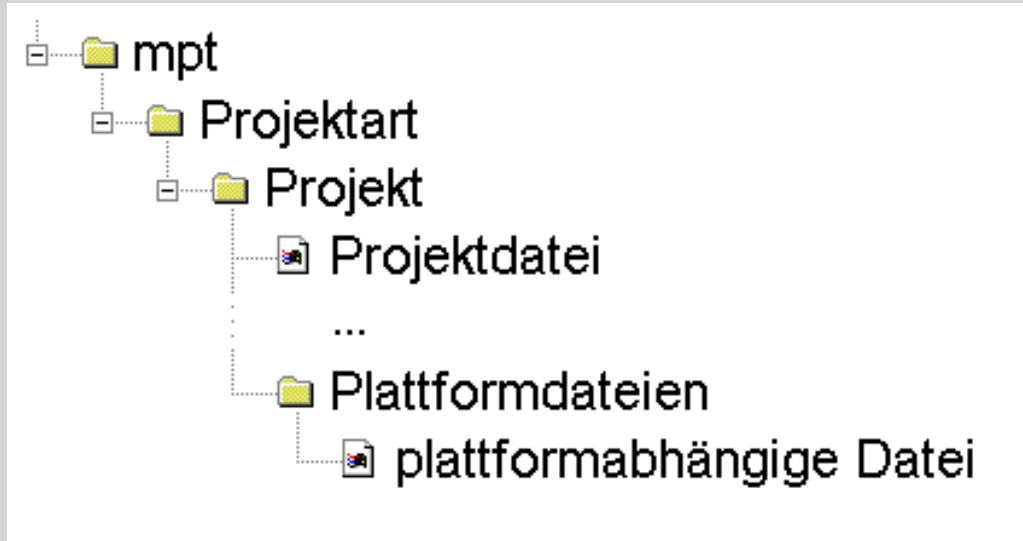 mpt
Projektart
Projekt
Projektdatei
...
Plattformdateien
plattformabhängige Datei